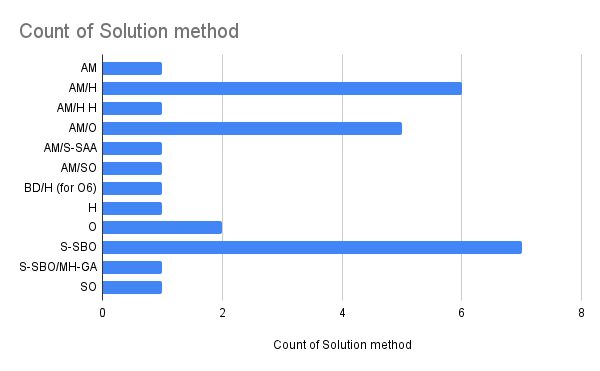 Count of Solution method
AM
AM/H
AM/H H
AM/O
AM/S-SAA
AM/SO
BD/H (for O6)
H
O
S-SBO
S-SBO/MH-GA
SO
0 2 4 6 8
Count of Solution method